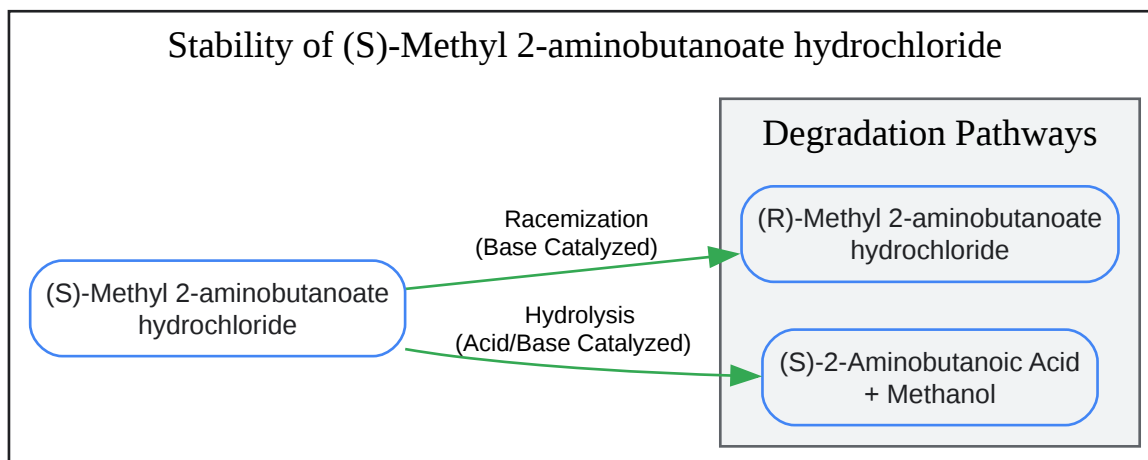 Stability of (S)-Methyl 2-aminobutanoate hydrochloride
Degradation Pathways
(S)-Methyl 2-aminobutanoate
hydrochloride
Racemization
(Base Catalyzed)
(R)-Methyl 2-aminobutanoate
hydrochloride
Hydrolysis
(Acid/Base Catalyzed)
(S)-2-Aminobutanoic Acid
+ Methanol